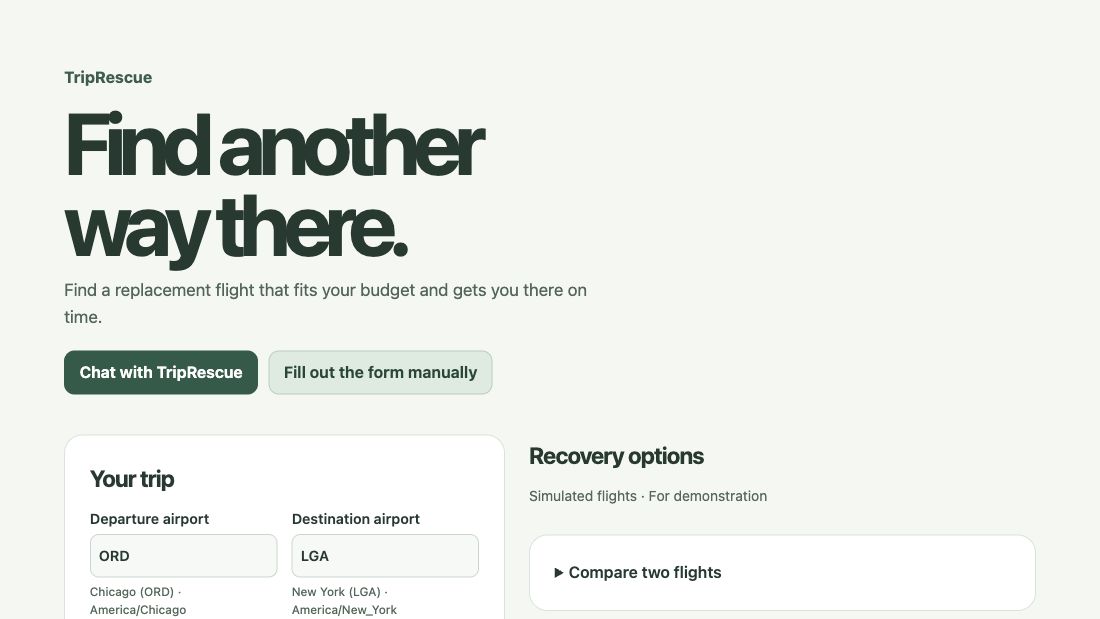 TripRescue
Find another
way there.
Find a replacement flight that fits your budget and gets you there on
time.
Chat with TripRescue
Fill out the form manually
Your trip
Departure airport
Destination airport
ORD
LGA
Chicago (ORD) ·
America/Chicago
New York (LGA) ·
America/New_York
Recovery options
Simulated flights · For demonstration
Compare two flights